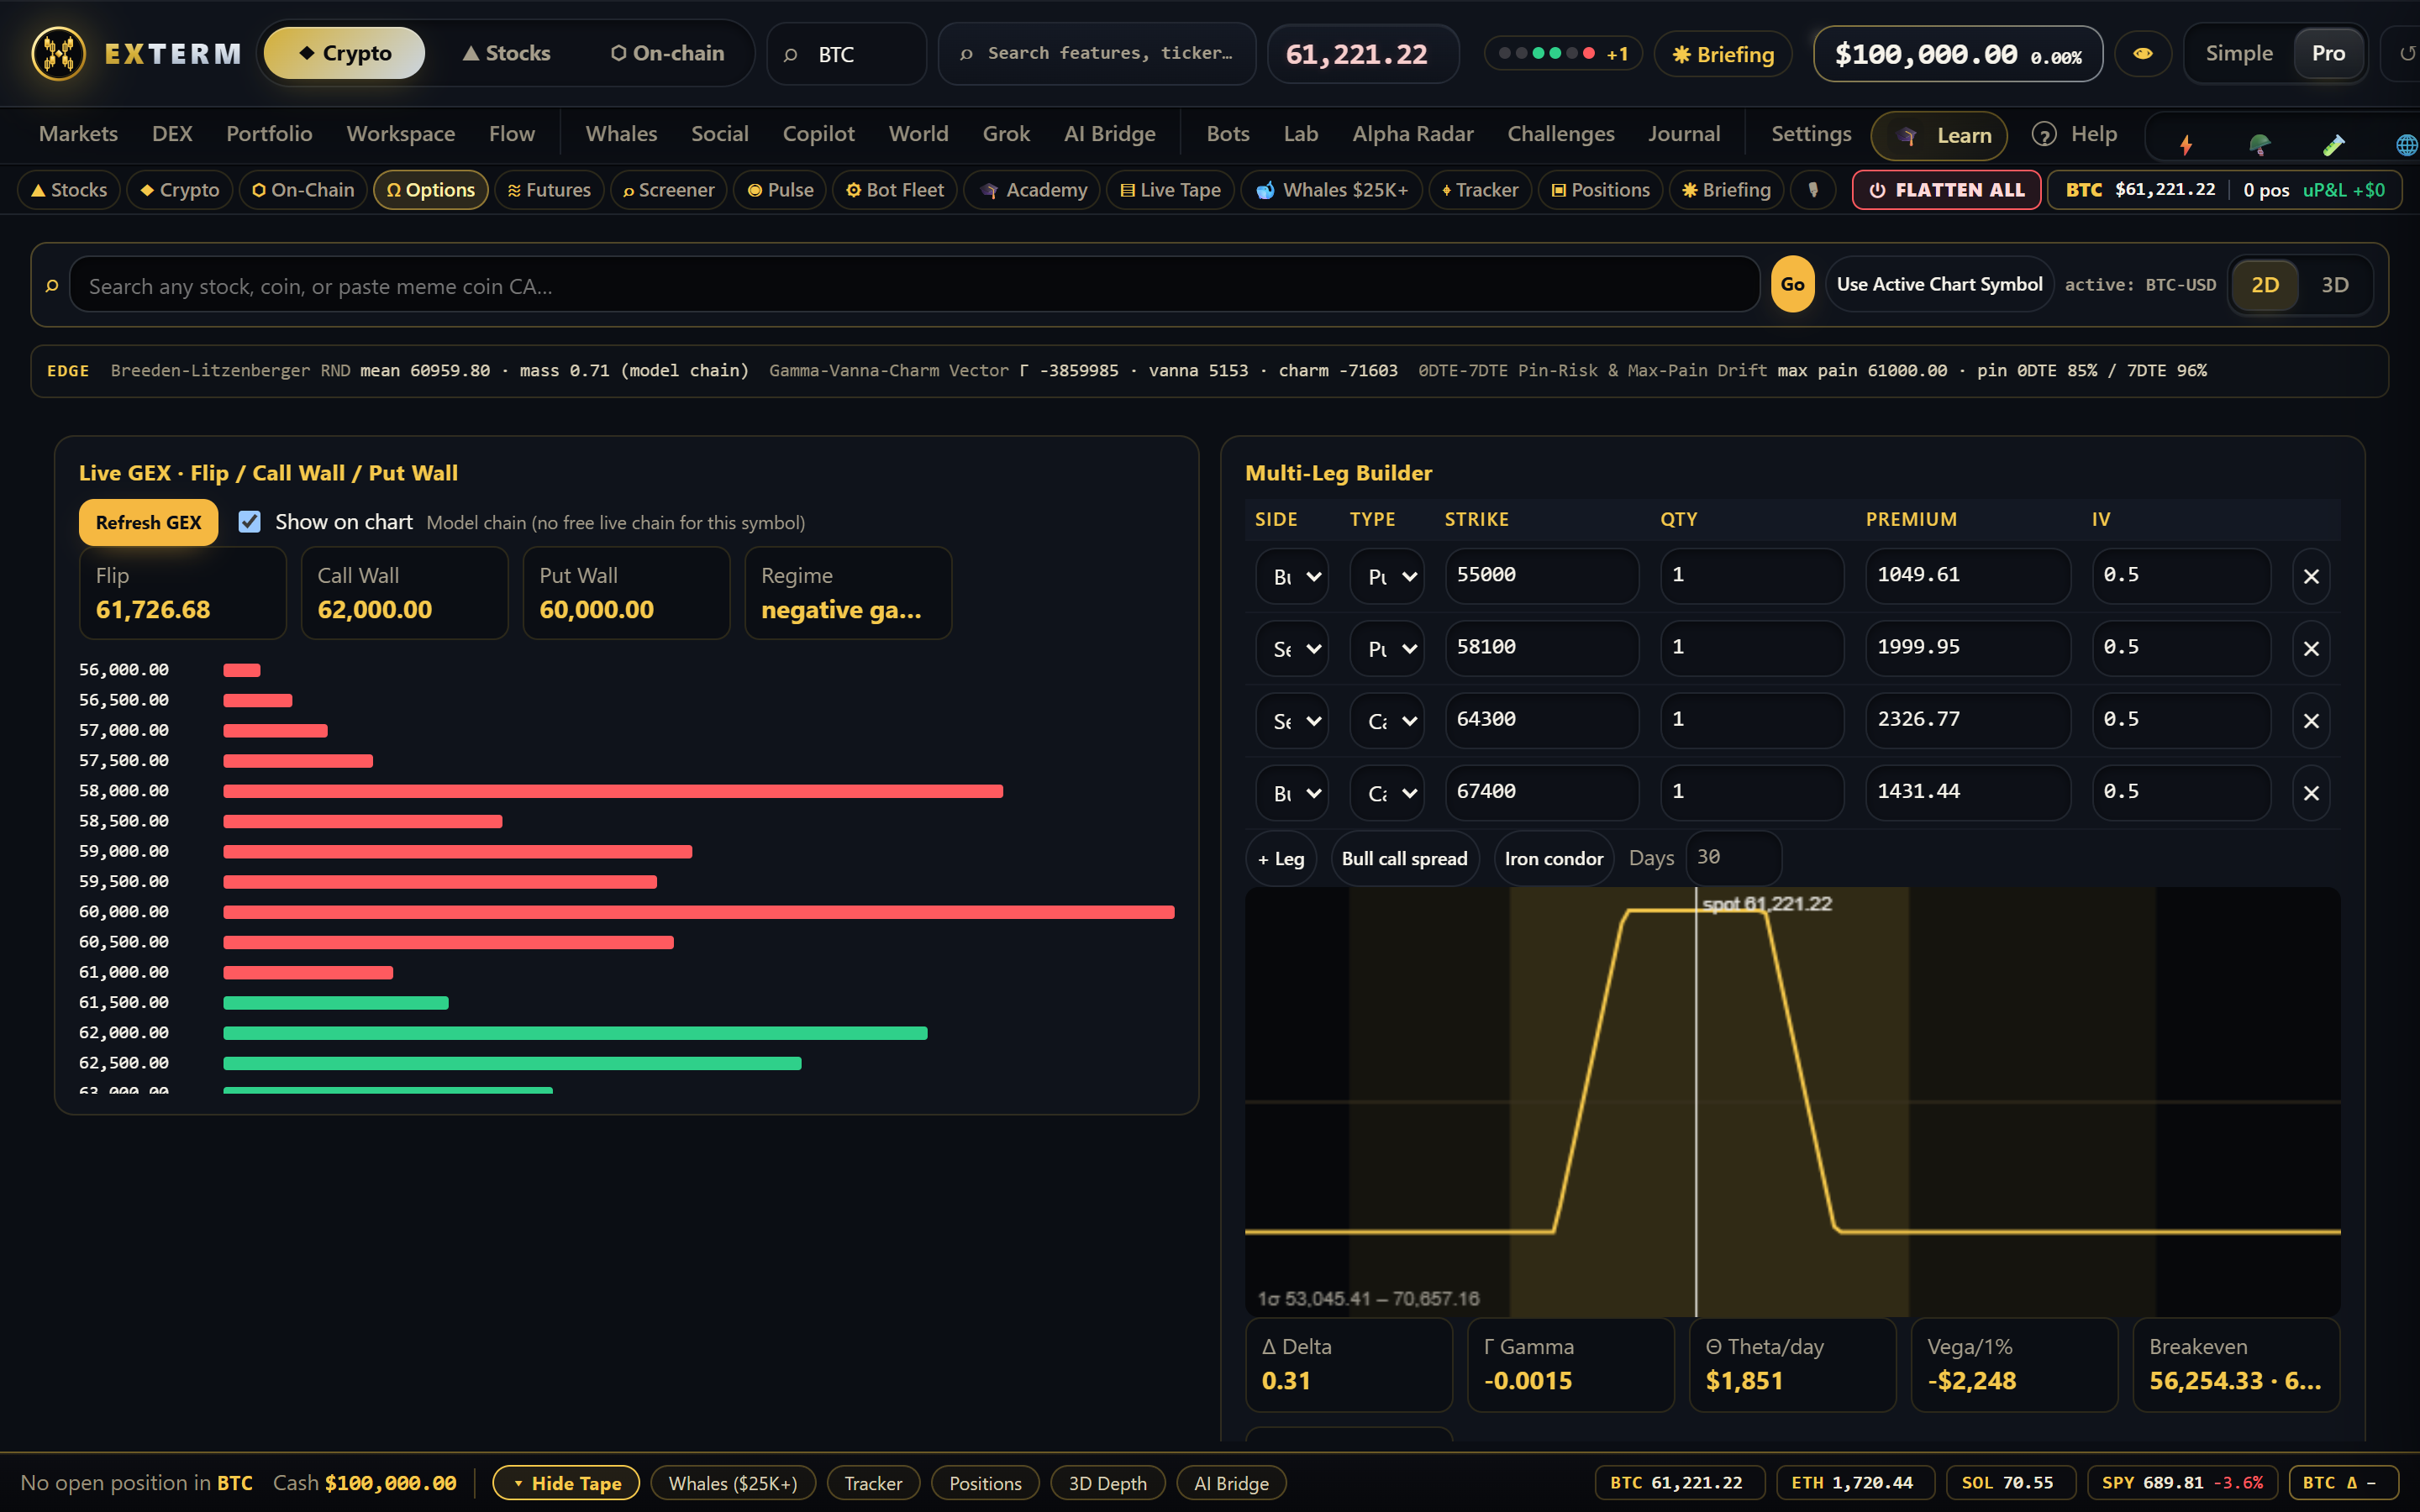 EXTERM Crypto Stocks On-chain BTC Search features, ticker... 61,221.22 +1 Briefing $100,000.00 0.00% Simple Pro
Markets DEX Portfolio Workspace Flow Whales Social Copilot World Grok AI Bridge Bots Lab Alpha Radar Challenges Journal Settings Learn ? Help
Stocks Crypto On-Chain Ω Options Futures Screener Pulse Bot Fleet Academy Live Tape Whales $25K+ Tracker Positions Briefing FLATTEN ALL BTC $61,221.22 0 pos uP&L +$0
Search any stock, coin, or paste meme coin CA... Go Use Active Chart Symbol active: BTC-USD 2D 3D
EDGE Breeden-Litzenberger RND mean 60959.80 · mass 0.71 (model chain) Gamma-Vanna-Charm Vector Γ -3859985 · vanna 5153 · charm -71603 0DTE-7DTE Pin-Risk & Max-Pain Drift max pain 61000.00 · pin 0DTE 85% / 7DTE 96%
Live GEX · Flip / Call Wall / Put Wall
Refresh GEX Show on chart Model chain (no free live chain for this symbol)
Flip Call Wall Put Wall Regime
61,726.68 62,000.00 60,000.00 negative ga...
56,000.00
56,500.00
57,000.00
57,500.00
58,000.00
58,500.00
59,000.00
59,500.00
60,000.00
60,500.00
61,000.00
61,500.00
62,000.00
62,500.00
63,000.00
Multi-Leg Builder
SIDE TYPE STRIKE QTY PREMIUM IV
Bu Pu 55000 1 1049.61 0.5 ✕
Se Pu 58100 1 1999.95 0.5 ✕
Se Ca 64300 1 2326.77 0.5 ✕
Bu Ca 67400 1 1431.44 0.5 ✕
+ Leg Bull call spread Iron condor Days 30
spot 61,221.22
1σ 53,045.41 – 70,657.16
Δ Delta Γ Gamma Θ Theta/day Vega/1% Breakeven
0.31 -0.0015 $1,851 -$2,248 56,254.33 · 6...
No open position in BTC Cash $100,000.00 Hide Tape Whales ($25K+) Tracker Positions 3D Depth AI Bridge BTC 61,221.22 ETH 1,720.44 SOL 70.55 SPY 689.81 -3.6% BTC Δ –